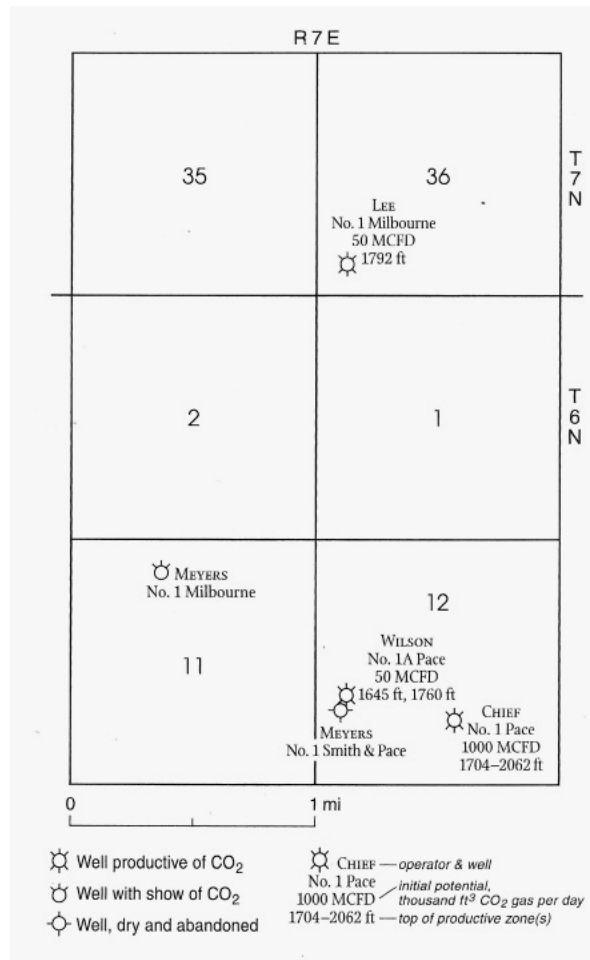 R 7 E
35
36
T
7
N
LEE
No. 1 Milbourne
50 MCFD
1792 ft
2
1
T
6
N
MEYERS
No. 1 Milbourne
12
11
WILSON
No. 1A Pace
50 MCFD
1645 ft, 1760 ft
MEYERS
No. 1 Smith & Pace
CHIEF
No. 1 Pace
1000 MCFD
1704–2062 ft
0
1 mi
Well productive of CO₂
Well with show of CO₂
Well, dry and abandoned
CHIEF — operator & well
No. 1 Pace
1000 MCFD
initial potential,
thousand ft³ CO₂ gas per day
1704–2062 ft — top of productive zone(s)